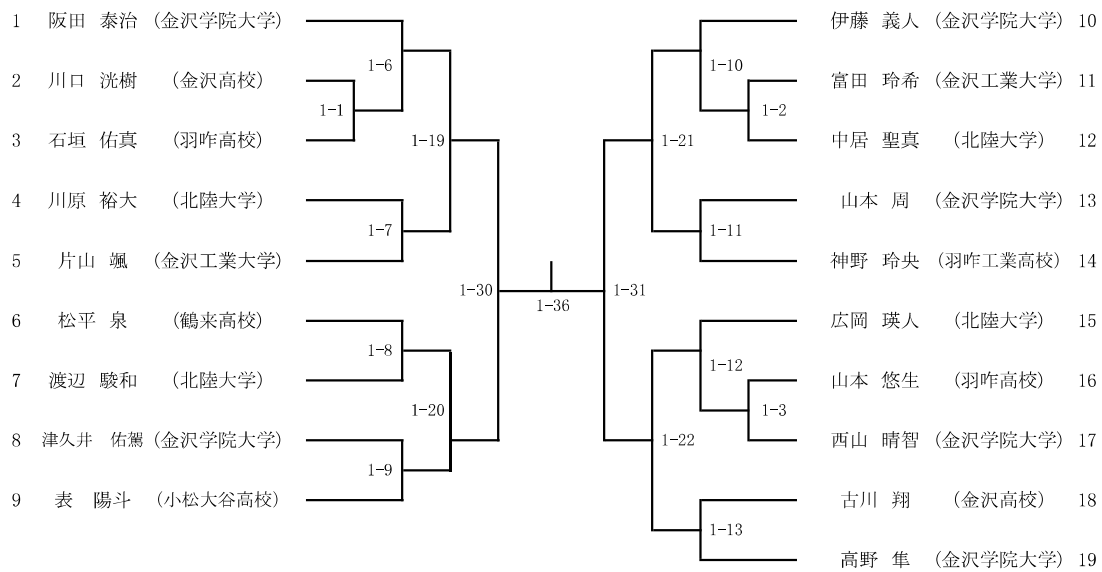 1 阪田 泰治 (金沢学院大学) 伊藤 義人 (金沢学院大学) 10
1-6 1-10
2 川口 洸樹 (金沢高校) 富田 玲希 (金沢工業大学) 11
1-1 1-2
3 石垣 佑真 (羽咋高校) 1-19 1-21 中居 聖真 (北陸大学) 12
4 川原 裕大 (北陸大学) 山本 周 (金沢学院大学) 13
1-7 1-11
5 片山 颯 (金沢工業大学) 神野 玲央 (羽咋工業高校) 14
1-30 1-31
1-36
6 松平 泉 (鶴来高校) 広岡 瑛人 (北陸大学) 15
1-8 1-12
7 渡辺 駿和 (北陸大学) 山本 悠生 (羽咋高校) 16
1-20 1-3
8 津久井 佑駕 (金沢学院大学) 1-22 西山 晴智 (金沢学院大学) 17
1-9
9 表 陽斗 (小松大谷高校) 古川 翔 (金沢高校) 18
1-13
高野 隼 (金沢学院大学) 19